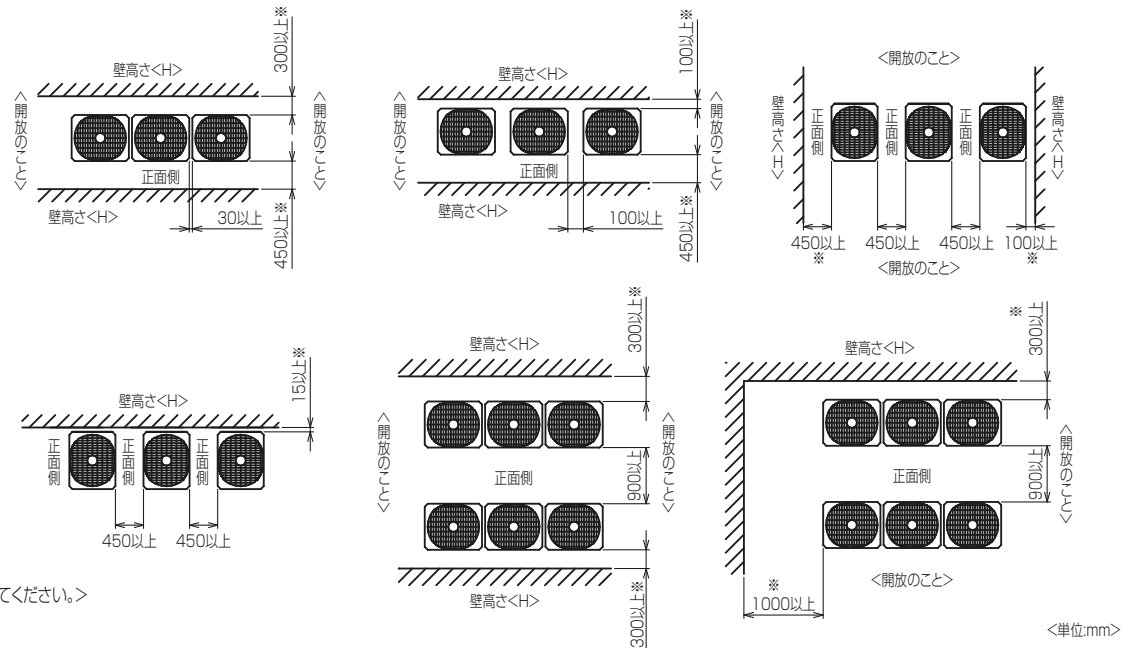 300以上※
壁高さ<H>
<開放のこと>
<開放のこと>
正面側
壁高さ<H>
30以上
450以上※
100以上※
壁高さ<H>
<開放のこと>
<開放のこと>
正面側
壁高さ<H>
100以上
450以上※
<開放のこと>
壁高さ<H>
正面側
正面側
正面側
壁高さ<H>
450以上
※
450以上
450以上
100以上
※
<開放のこと>
15以上※
壁高さ<H>
正面側
正面側
正面側
450以上
450以上
てください。>
300以上※
壁高さ<H>
<開放のこと>
<開放のこと>
正面側
900以上
壁高さ<H>
300以上※
※
300以上
壁高さ<H>
<開放のこと>
正面側
900以上
<開放のこと>
※
1000以上
<単位:mm>